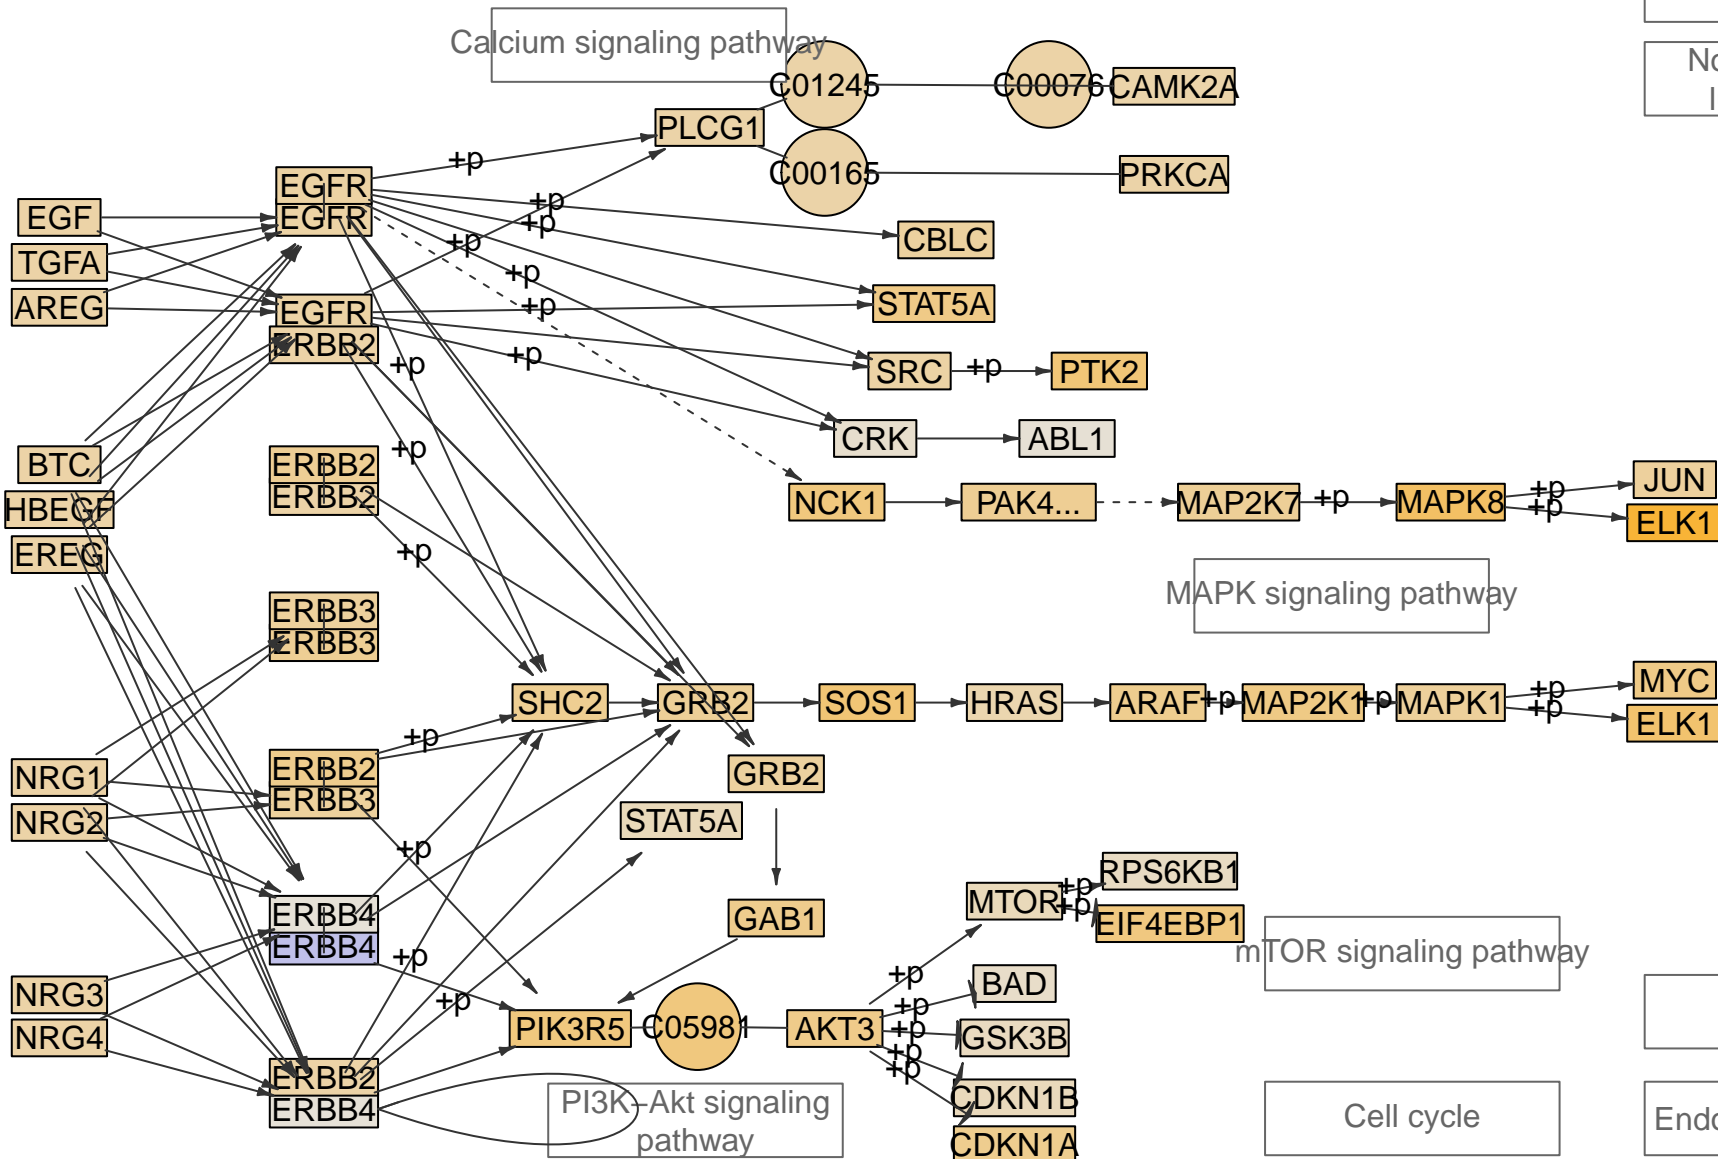 Calcium signaling pathway
C01245
C00076
CAMK2A
No
PLCG1
+p
C00165
PRKCA
EGFR
EGFR
EGF
TGFA
AREG
+p
+p
+p
+p
+p
+p
+p
CBLC
STAT5A
EGFR
ERBB2
SRC
+p
PTK2
CRK
ABL1
BTC
HBEGF
EREG
ERBB2
ERBB2
+p
+p
NCK1
PAK4...
MAP2K7
+p
MAPK8
+p
+p
JUN
ELK1
MAPK signaling pathway
ERBB3
ERBB3
SHC2
GRB2
SOS1
HRAS
ARAF
+p
MAP2K1
+p
MAPK1
+p
+p
MYC
ELK1
NRG1
NRG2
ERBB2
ERBB3
+p
GRB2
STAT5A
+p
GAB1
MTOR
+p
+p
RPS6KB1
EIF4EBP1
mTOR signaling pathway
ERBB4
ERBB4
+p
+p
NRG3
NRG4
PIK3R5
C05981
AKT3
+p
+p
+p
+p
+p
BAD
GSK3B
CDKN1B
CDKN1A
ERBB2
ERBB4
PI3K–Akt signaling
pathway
Cell cycle
Endo